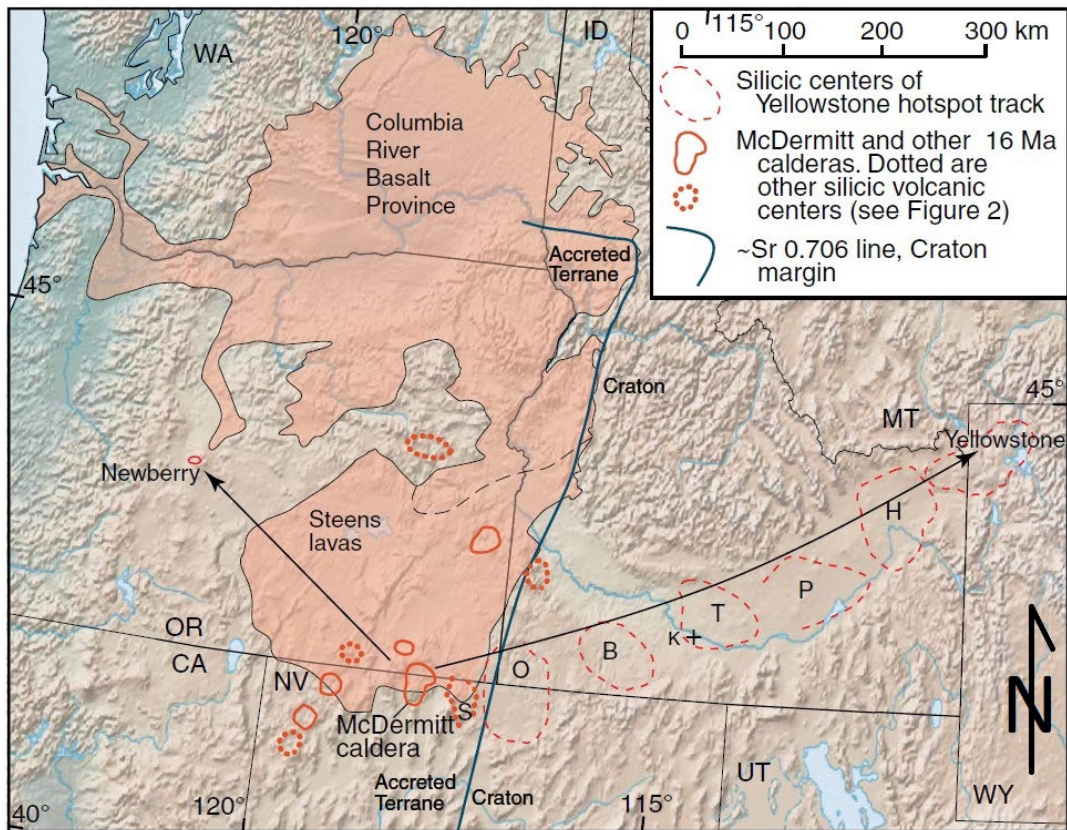 WA
120°
ID
115°
0 100 200 300 km
Silicic centers of
Yellowstone hotspot track
McDermitt and other 16 Ma
calderas. Dotted are
other silicic volcanic
centers (see Figure 2)
~Sr 0.706 line, Craton
margin
Columbia
River
Basalt
Province
Accreted
Terrane
45°
Craton
45°
MT
Yellowstone
Newberry
H
Steens
lavas
P
T
K
B
OR
CA
O
NV
S
McDermitt
caldera
N
Accreted
Terrane
Craton
UT
WY
40°
120°
115°